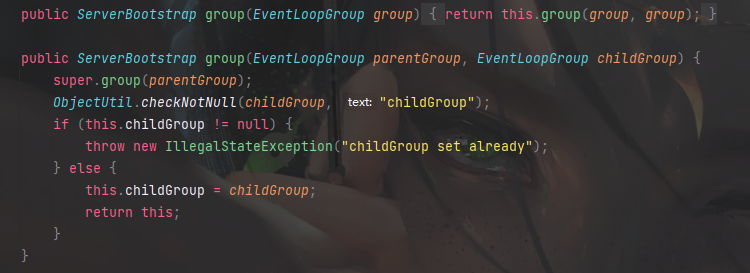 public ServerBootstrap group(EventLoopGroup group) { return this.group(group, group); }
public ServerBootstrap group(EventLoopGroup parentGroup, EventLoopGroup childGroup) {
super.group(parentGroup);
ObjectUtil.checkNotNull(childGroup, text: "childGroup");
if (this.childGroup != null) {
throw new IllegalStateException("childGroup set already");
} else {
this.childGroup = childGroup;
return this;
}
}